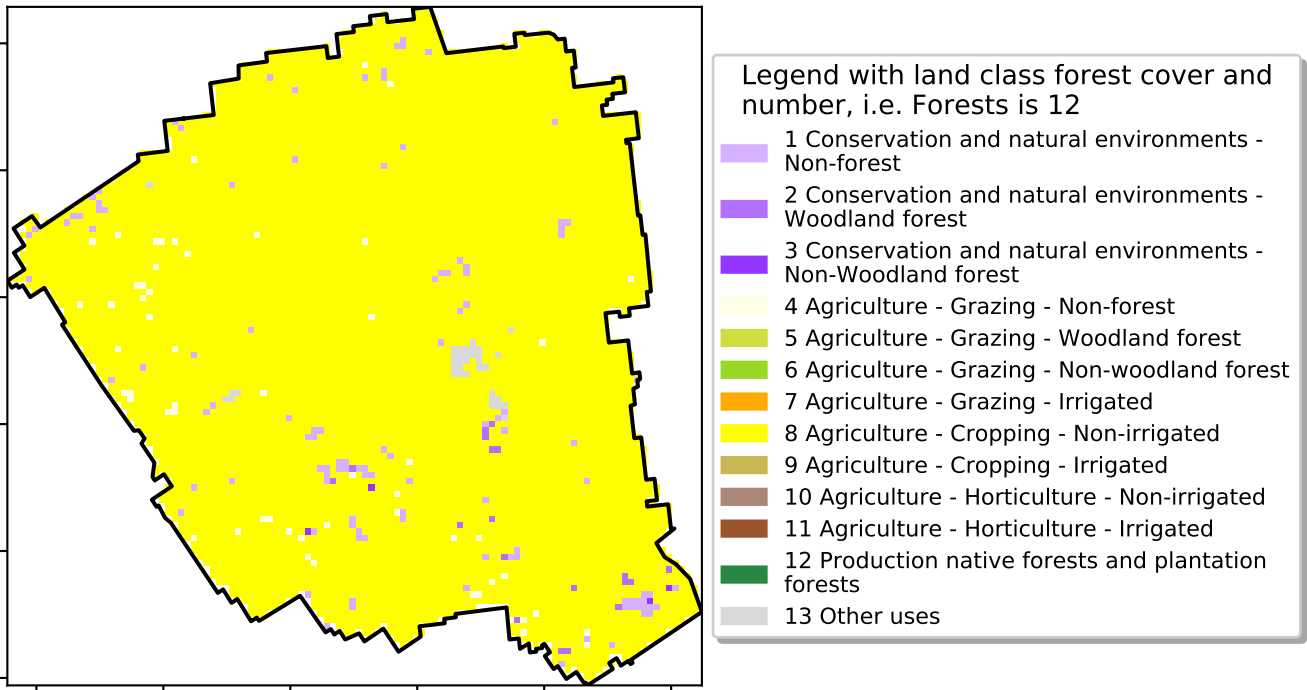 Legend with land class forest cover and
number, i.e. Forests is 12
1 Conservation and natural environments -
Non-forest
2 Conservation and natural environments -
Woodland forest
3 Conservation and natural environments -
Non-Woodland forest
4 Agriculture - Grazing - Non-forest
5 Agriculture - Grazing - Woodland forest
6 Agriculture - Grazing - Non-woodland forest
7 Agriculture - Grazing - Irrigated
8 Agriculture - Cropping - Non-irrigated
9 Agriculture - Cropping - Irrigated
10 Agriculture - Horticulture - Non-irrigated
11 Agriculture - Horticulture - Irrigated
12 Production native forests and plantation
forests
13 Other uses